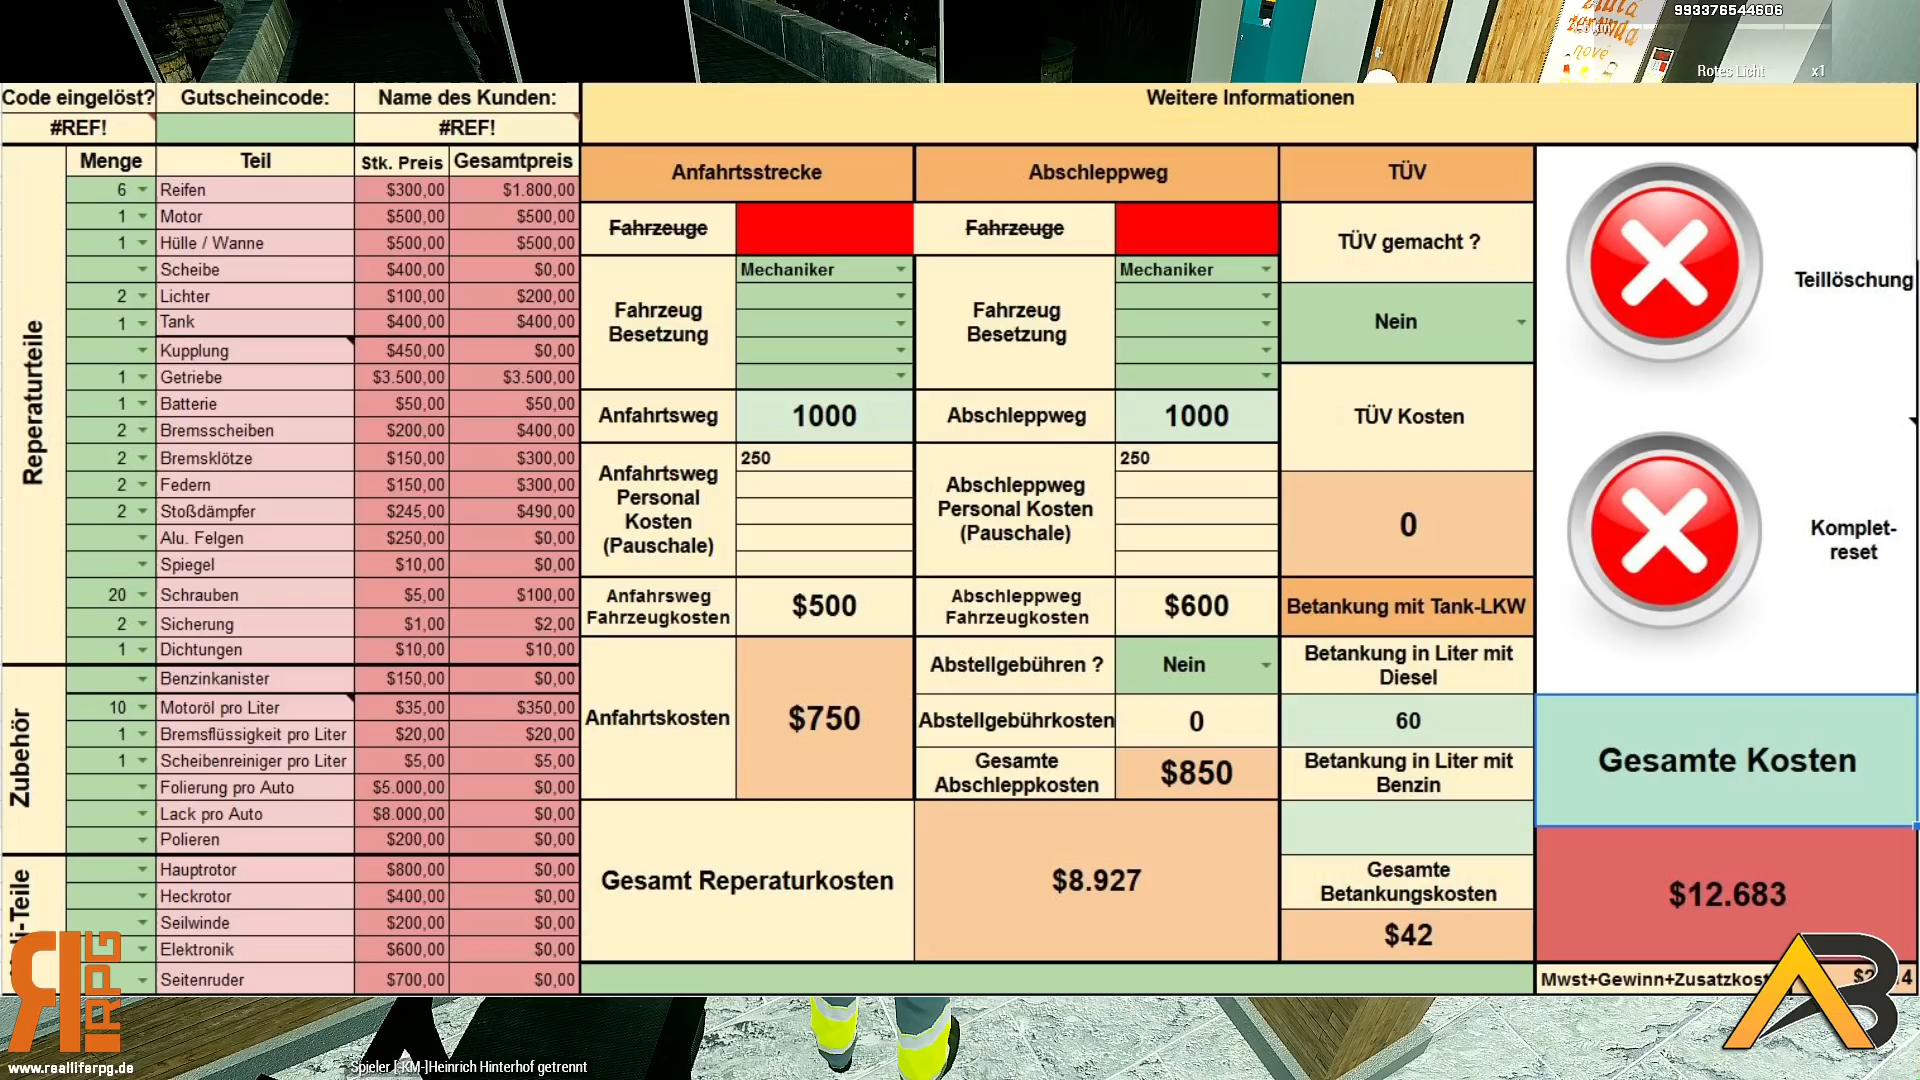 993376544606
zlatá
nové
Rotes Licht x1
Code eingelöst? Gutscheincode: Name des Kunden: Weitere Informationen
#REF! #REF!
Menge Teil Stk. Preis Gesamtpreis
Reperaturteile
6 Reifen $300,00 $1.800,00
1 Motor $500,00 $500,00
1 Hülle / Wanne $500,00 $500,00
Scheibe $400,00 $0,00
2 Lichter $100,00 $200,00
1 Tank $400,00 $400,00
Kupplung $450,00 $0,00
1 Getriebe $3.500,00 $3.500,00
1 Batterie $50,00 $50,00
2 Bremsscheiben $200,00 $400,00
2 Bremsklötze $150,00 $300,00
2 Federn $150,00 $300,00
2 Stoßdämpfer $245,00 $490,00
Alu. Felgen $250,00 $0,00
Spiegel $10,00 $0,00
20 Schrauben $5,00 $100,00
2 Sicherung $1,00 $2,00
1 Dichtungen $10,00 $10,00
Zubehör
Benzinkanister $150,00 $0,00
10 Motoröl pro Liter $35,00 $350,00
1 Bremsflüssigkeit pro Liter $20,00 $20,00
1 Scheibenreiniger pro Liter $5,00 $5,00
Folierung pro Auto $5.000,00 $0,00
Lack pro Auto $8.000,00 $0,00
Polieren $200,00 $0,00
Hauptrotor $800,00 $0,00
Heckrotor $400,00 $0,00
Seilwinde $200,00 $0,00
Elektronik $600,00 $0,00
Seitenruder $700,00 $0,00
Anfahrtsstrecke
Fahrzeuge
Fahrzeug
Besetzung
Mechaniker
Anfahrtsweg 1000
Anfahrtsweg
Personal
Kosten
(Pauschale)
250
Anfahrsweg
Fahrzeugkosten
$500
Anfahrtskosten $750
Abschleppweg
Fahrzeuge
Fahrzeug
Besetzung
Mechaniker
Abschleppweg 1000
Abschleppweg
Personal Kosten
(Pauschale)
250
Abschleppweg
Fahrzeugkosten
$600
Abstellgebühren ? Nein
Abstellgebührkosten 0
Gesamte
Abschleppkosten
$850
Gesamt Reperaturkosten $8.927
TÜV
TÜV gemacht ?
Nein
TÜV Kosten
0
Betankung mit Tank-LKW
Betankung in Liter mit
Diesel
60
Betankung in Liter mit
Benzin
Gesamte
Betankungskosten
$42
Teillöschung
Komplet-
reset
Gesamte Kosten
$12.683
Mwst+Gewinn+Zusatzkos
RPG
AB
www.realliferpg.de
Spieler [-KM-]Heinrich Hinterhof getrennt